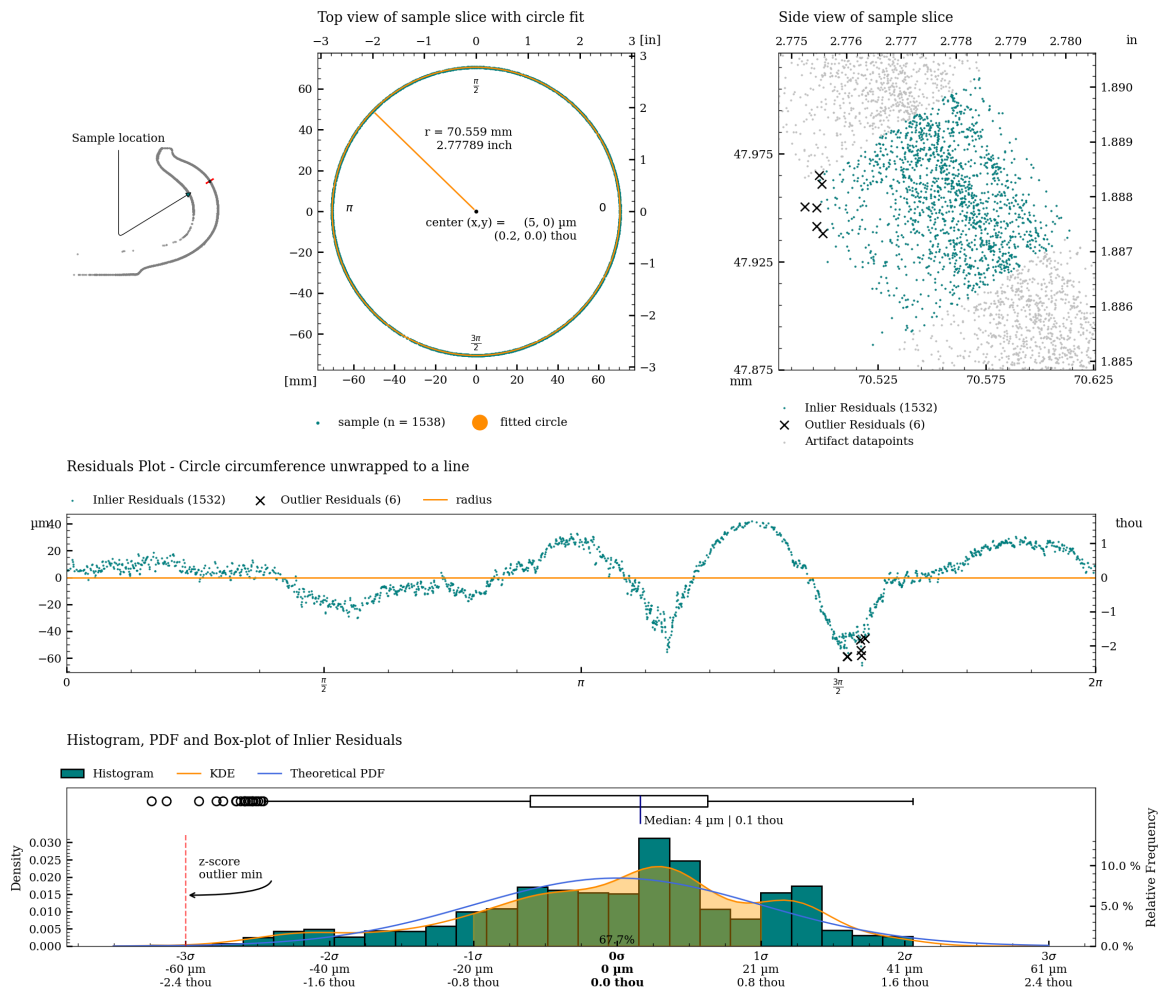 Top view of sample slice with circle fit
−3 −2 −1 0 1 2 3 [in]
Sample location
60
40
20
0
−20
−40
−60
3
2
1
0
−1
−2
−3
π/2
r = 70.559 mm
2.77789 inch
π
0
center (x,y) = (5, 0) µm
(0.2, 0.0) thou
3π/2
[mm] −60 −40 −20 0 20 40 60
sample (n = 1538) fitted circle
Side view of sample slice
2.775 2.776 2.777 2.778 2.779 2.780 in
47.975
47.925
47.875
1.890
1.889
1.888
1.887
1.886
1.885
mm 70.525 70.575 70.625
Inlier Residuals (1532)
Outlier Residuals (6)
Artifact datapoints
Residuals Plot - Circle circumference unwrapped to a line
Inlier Residuals (1532) Outlier Residuals (6) radius
µm thou
40
20
0
−20
−40
−60
1
0
−1
−2
0 π/2 π 3π/2 2π
Histogram, PDF and Box-plot of Inlier Residuals
Histogram KDE Theoretical PDF
Median: 4 µm | 0.1 thou
z-score
outlier min
Density
0.030
0.025
0.020
0.015
0.010
0.005
0.000
Relative Frequency
10.0 %
5.0 %
0.0 %
67.7%
-3σ -2σ -1σ 0σ 1σ 2σ 3σ
-60 µm -40 µm -20 µm 0 µm 21 µm 41 µm 61 µm
-2.4 thou -1.6 thou -0.8 thou 0.0 thou 0.8 thou 1.6 thou 2.4 thou